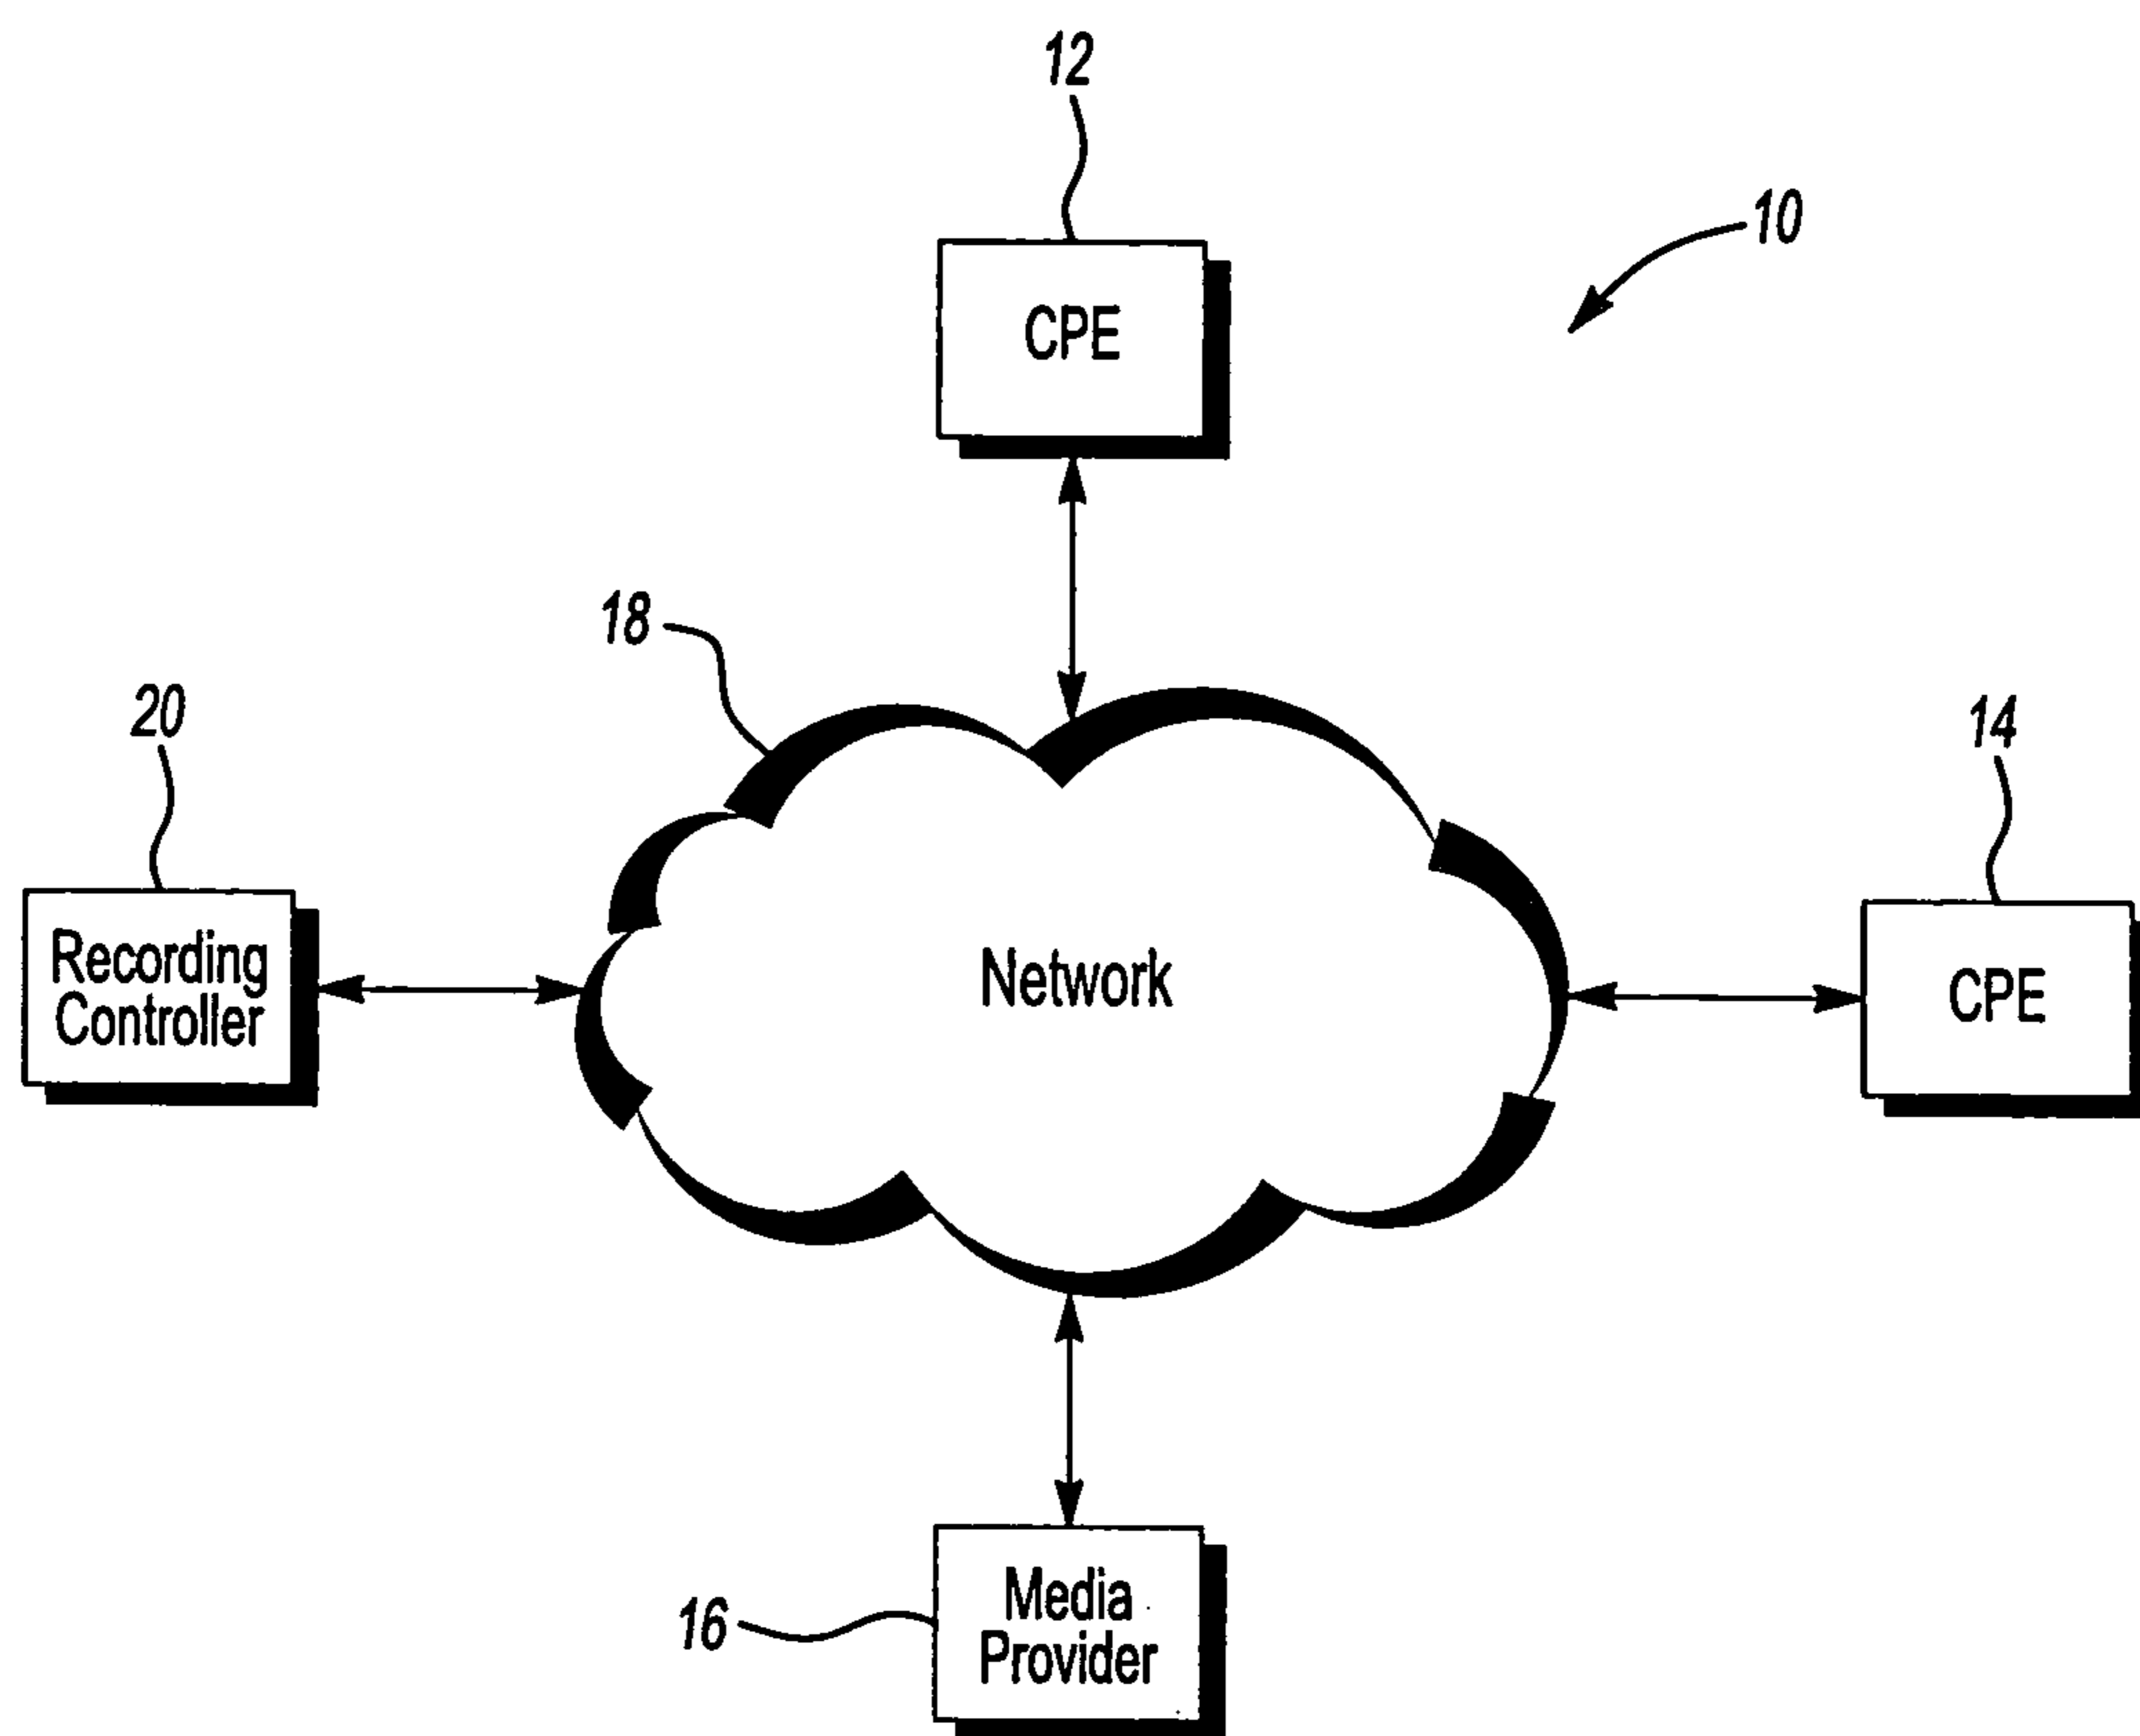 12
10
CPE
18
20
14
Recording
Controller
Network
CPE
16
Media
Provider